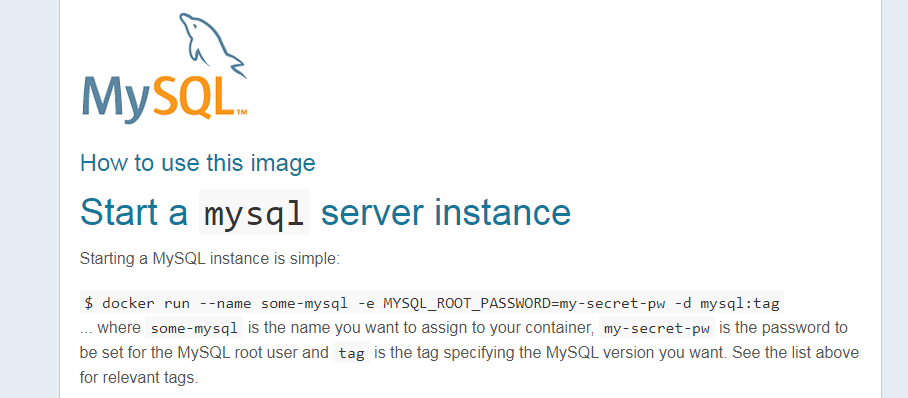 MySQL™
How to use this image
Start a mysql server instance
Starting a MySQL instance is simple:
$ docker run --name some-mysql -e MYSQL_ROOT_PASSWORD=my-secret-pw -d mysql:tag
... where some-mysql is the name you want to assign to your container, my-secret-pw is the password to
be set for the MySQL root user and tag is the tag specifying the MySQL version you want. See the list above
for relevant tags.